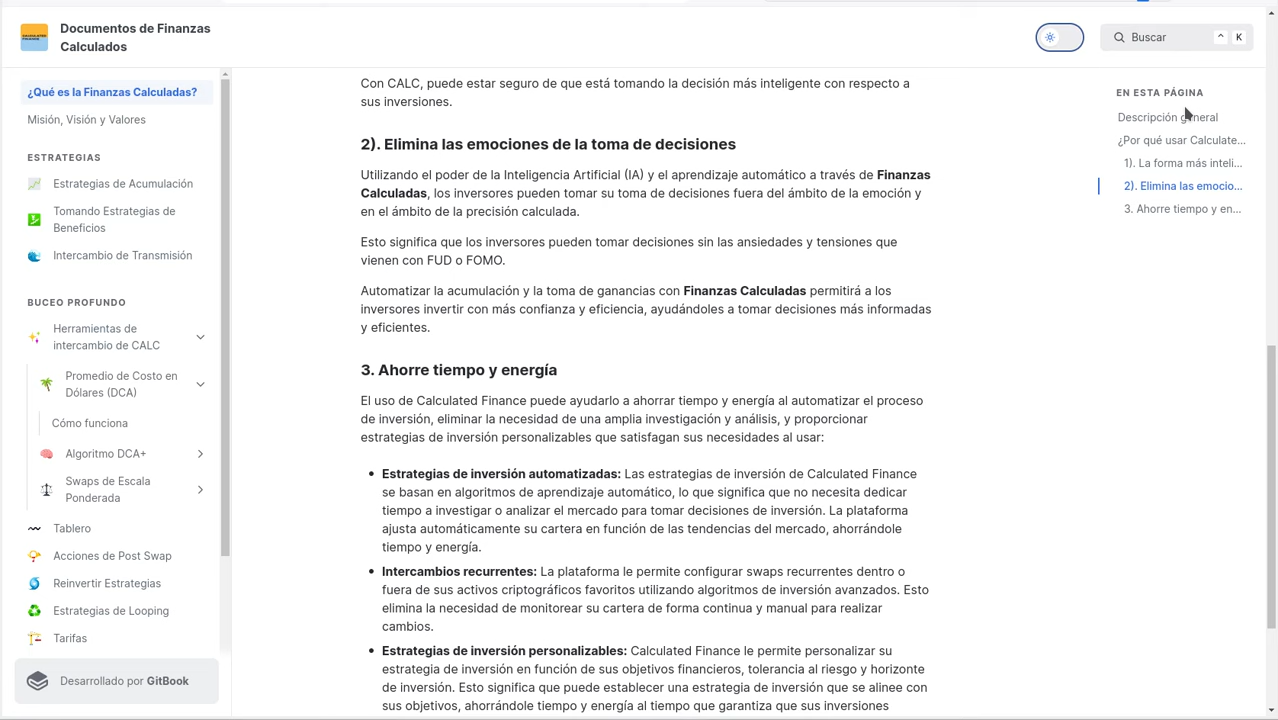 Documentos de Finanzas
Calculados
Buscar
^
K
¿Qué es la Finanzas Calculadas?
Misión, Visión y Valores
ESTRATEGIAS
Estrategias de Acumulación
Tomando Estrategias de
Beneficios
Intercambio de Transmisión
BUCEO PROFUNDO
Herramientas de
intercambio de CALC
Promedio de Costo en
Dólares (DCA)
Cómo funciona
Algoritmo DCA+
Swaps de Escala
Ponderada
Tablero
Acciones de Post Swap
Reinvertir Estrategias
Estrategias de Looping
Tarifas
Desarrollado por GitBook
Con CALC, puede estar seguro de que está tomando la decisión más inteligente con respecto a
sus inversiones.
2). Elimina las emociones de la toma de decisiones
Utilizando el poder de la Inteligencia Artificial (IA) y el aprendizaje automático a través de Finanzas
Calculadas, los inversores pueden tomar su toma de decisiones fuera del ámbito de la emoción y
en el ámbito de la precisión calculada.
Esto significa que los inversores pueden tomar decisiones sin las ansiedades y tensiones que
vienen con FUD o FOMO.
Automatizar la acumulación y la toma de ganancias con Finanzas Calculadas permitirá a los
inversores invertir con más confianza y eficiencia, ayudándoles a tomar decisiones más informadas
y eficientes.
3. Ahorre tiempo y energía
El uso de Calculated Finance puede ayudarlo a ahorrar tiempo y energía al automatizar el proceso
de inversión, eliminar la necesidad de una amplia investigación y análisis, y proporcionar
estrategias de inversión personalizables que satisfagan sus necesidades al usar:
• Estrategias de inversión automatizadas: Las estrategias de inversión de Calculated Finance
se basan en algoritmos de aprendizaje automático, lo que significa que no necesita dedicar
tiempo a investigar o analizar el mercado para tomar decisiones de inversión. La plataforma
ajusta automáticamente su cartera en función de las tendencias del mercado, ahorrándole
tiempo y energía.
• Intercambios recurrentes: La plataforma le permite configurar swaps recurrentes dentro o
fuera de sus activos criptográficos favoritos utilizando algoritmos de inversión avanzados. Esto
elimina la necesidad de monitorear su cartera de forma continua y manual para realizar
cambios.
• Estrategias de inversión personalizables: Calculated Finance le permite personalizar su
estrategia de inversión en función de sus objetivos financieros, tolerancia al riesgo y horizonte
de inversión. Esto significa que puede establecer una estrategia de inversión que se alinee con
sus objetivos, ahorrándole tiempo y energía al tiempo que garantiza que sus inversiones
EN ESTA PÁGINA
Descripción general
¿Por qué usar Calculate...
1). La forma más inteli...
2). Elimina las emocio...
3. Ahorre tiempo y en...